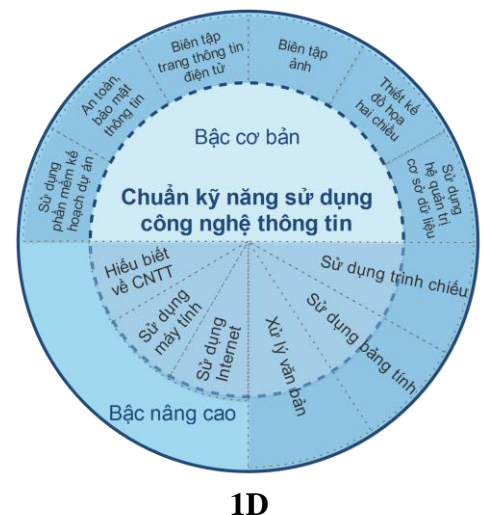 Sử dụng
phần mềm kế
hoạch dự án
An toàn,
bảo mật
thông tin
Biên tập
trang thông tin
điện tử
Biên tập
ảnh
Thiết kế
đồ họa
hai chiều
Sử dụng
hệ quản trị
cơ sở dữ liệu
Bậc cơ bản
Chuẩn kỹ năng sử dụng
công nghệ thông tin
Hiểu biết
về CNTT
Sử dụng
máy tính
Sử dụng
Internet
Xử lý văn bản
Sử dụng bảng tính
Sử dụng trình chiếu
Bậc nâng cao
1D